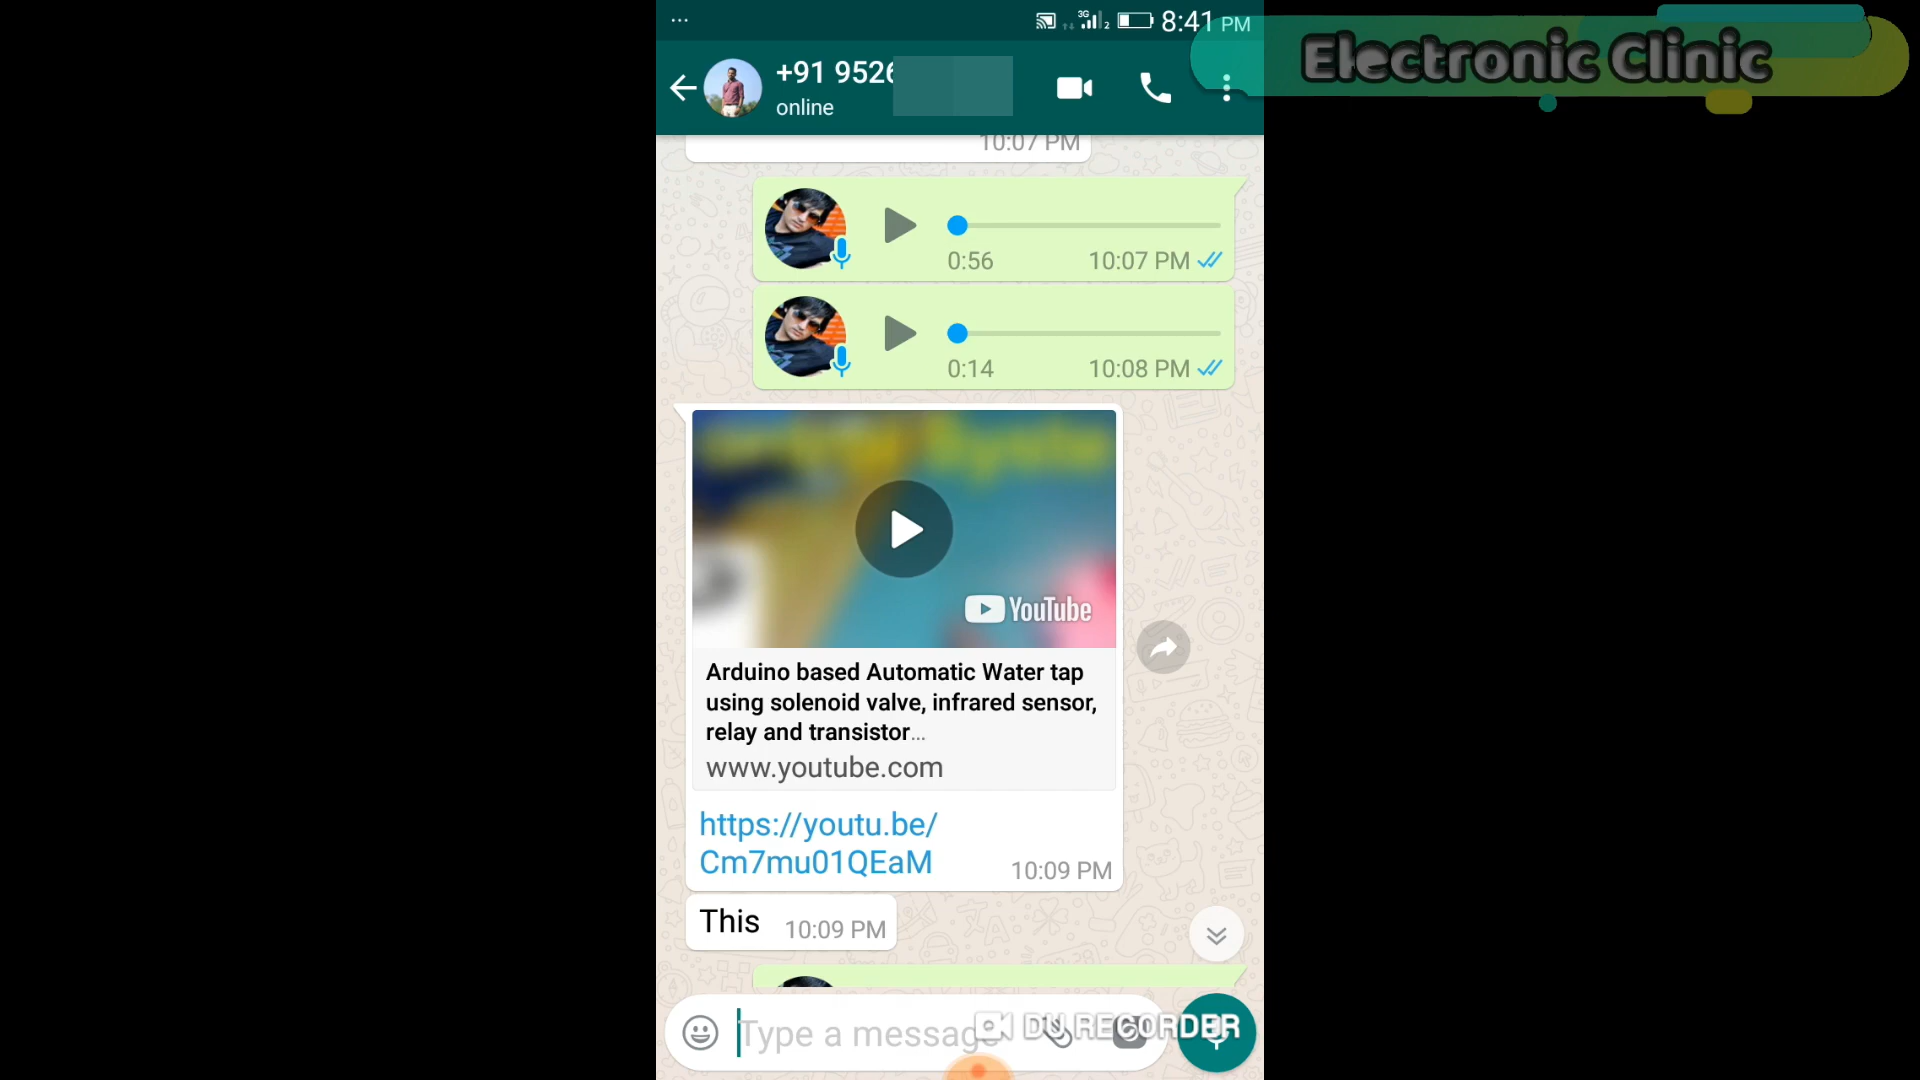 ...
3G
2
8:41 PM
Electronic Clinic
+91 9526
online
10:07 PM
0:56
10:07 PM
0:14
10:08 PM
YouTube
Arduino based Automatic Water tap
using solenoid valve, infrared sensor,
relay and transistor...
www.youtube.com
https://youtu.be/
Cm7mu01QEaM
10:09 PM
This
10:09 PM
Type a message
DU RECORDER